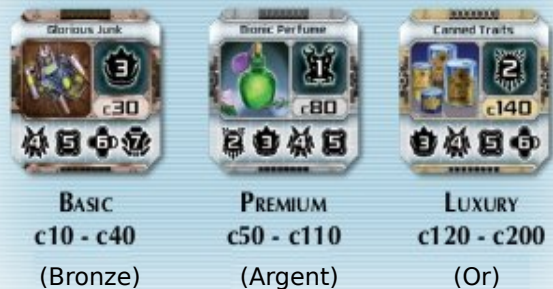 Glorious Junk
3
c30
4 5 6 7
Bionic Perfume
1
c80
2 3 4 5
Canned Traits
2
c140
3 4 5 6
BASIC
c10 - c40
(Bronze)
PREMIUM
c50 - c110
(Argent)
LUXURY
c120 - c200
(Or)